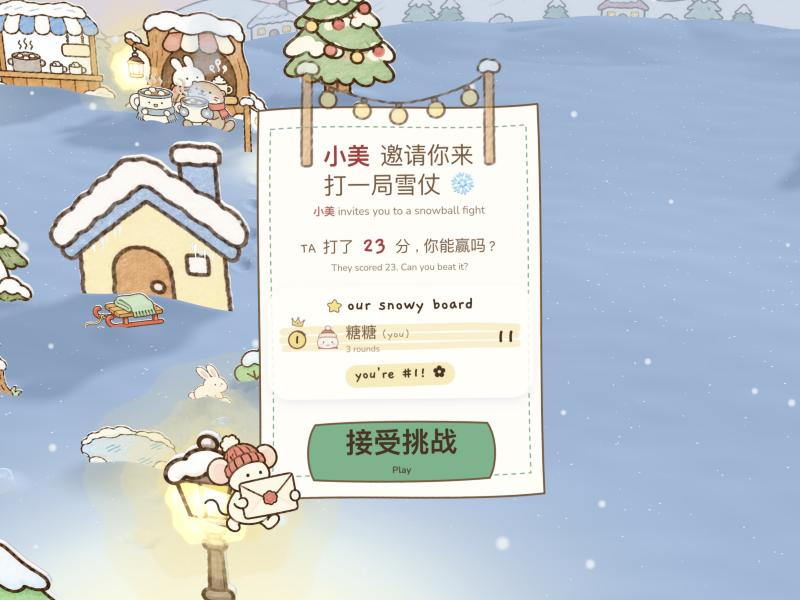 小美 邀请你来
打一局雪仗
小美 invites you to a snowball fight
TA 打了 23 分，你能赢吗？
They scored 23. Can you beat it?
our snowy board
1 糖糖 (you) 11
3 rounds
you're #1!
接受挑战
Play